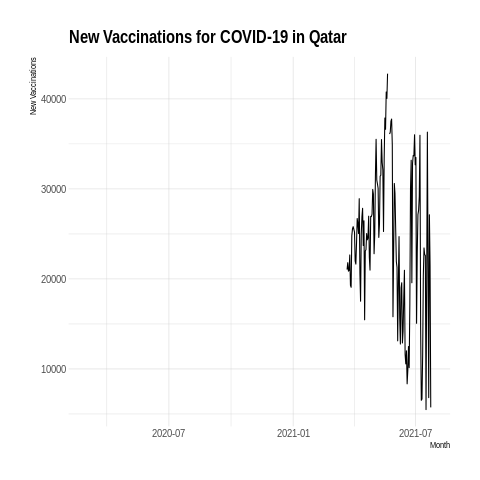 New Vaccinations for COVID-19 in Qatar
New Vaccinations
40000
30000
20000
10000
2020-07
2021-01
2021-07
Month